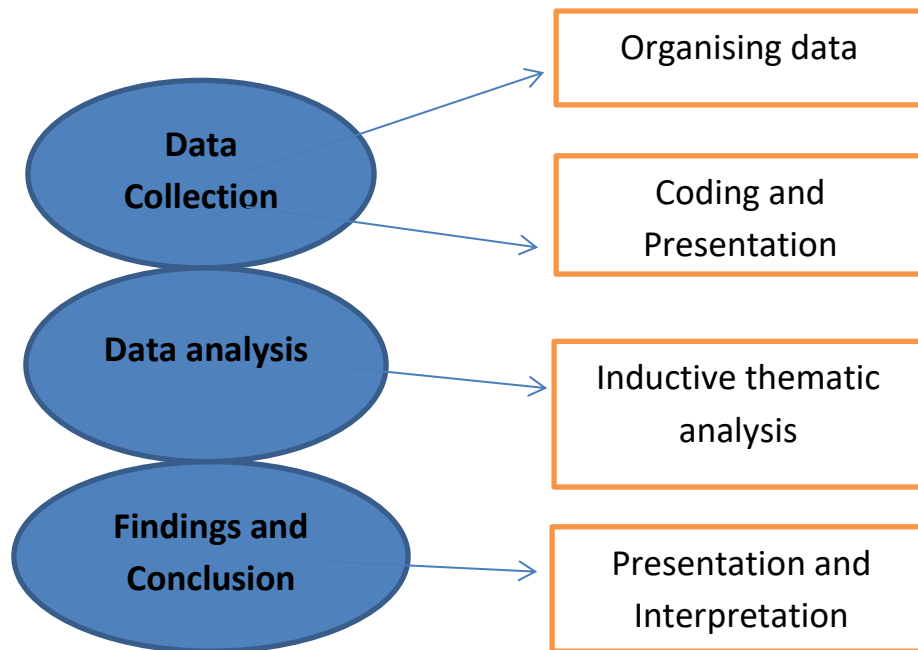 Organising data
Data
Collection
Coding and
Presentation
Data analysis
Inductive thematic
analysis
Findings and
Conclusion
Presentation and
Interpretation